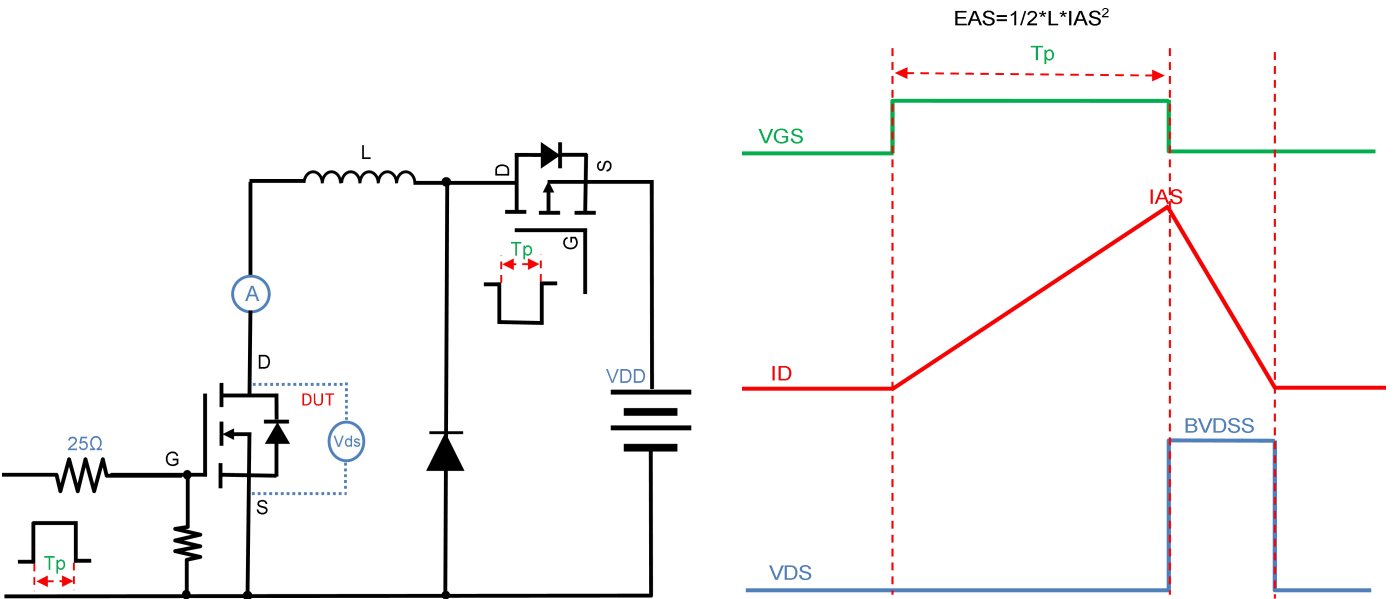 L
D
S
G
Tp
A
D
DUT
Vds
VDD
25Ω
G
S
Tp
EAS=1/2*L*IAS²
Tp
VGS
IAS
ID
BVDSS
VDS